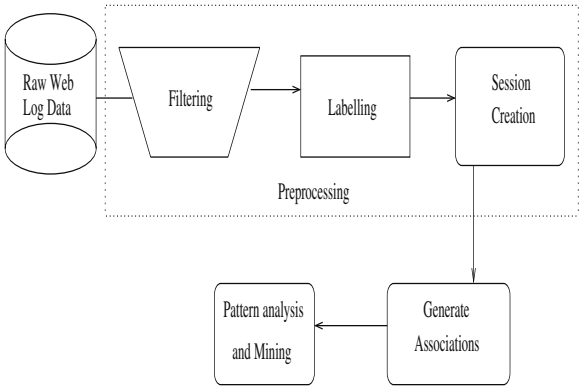 Raw Web
Log Data
Filtering
Labelling
Session
Creation
Preprocessing
Pattern analysis
and Mining
Generate
Associations